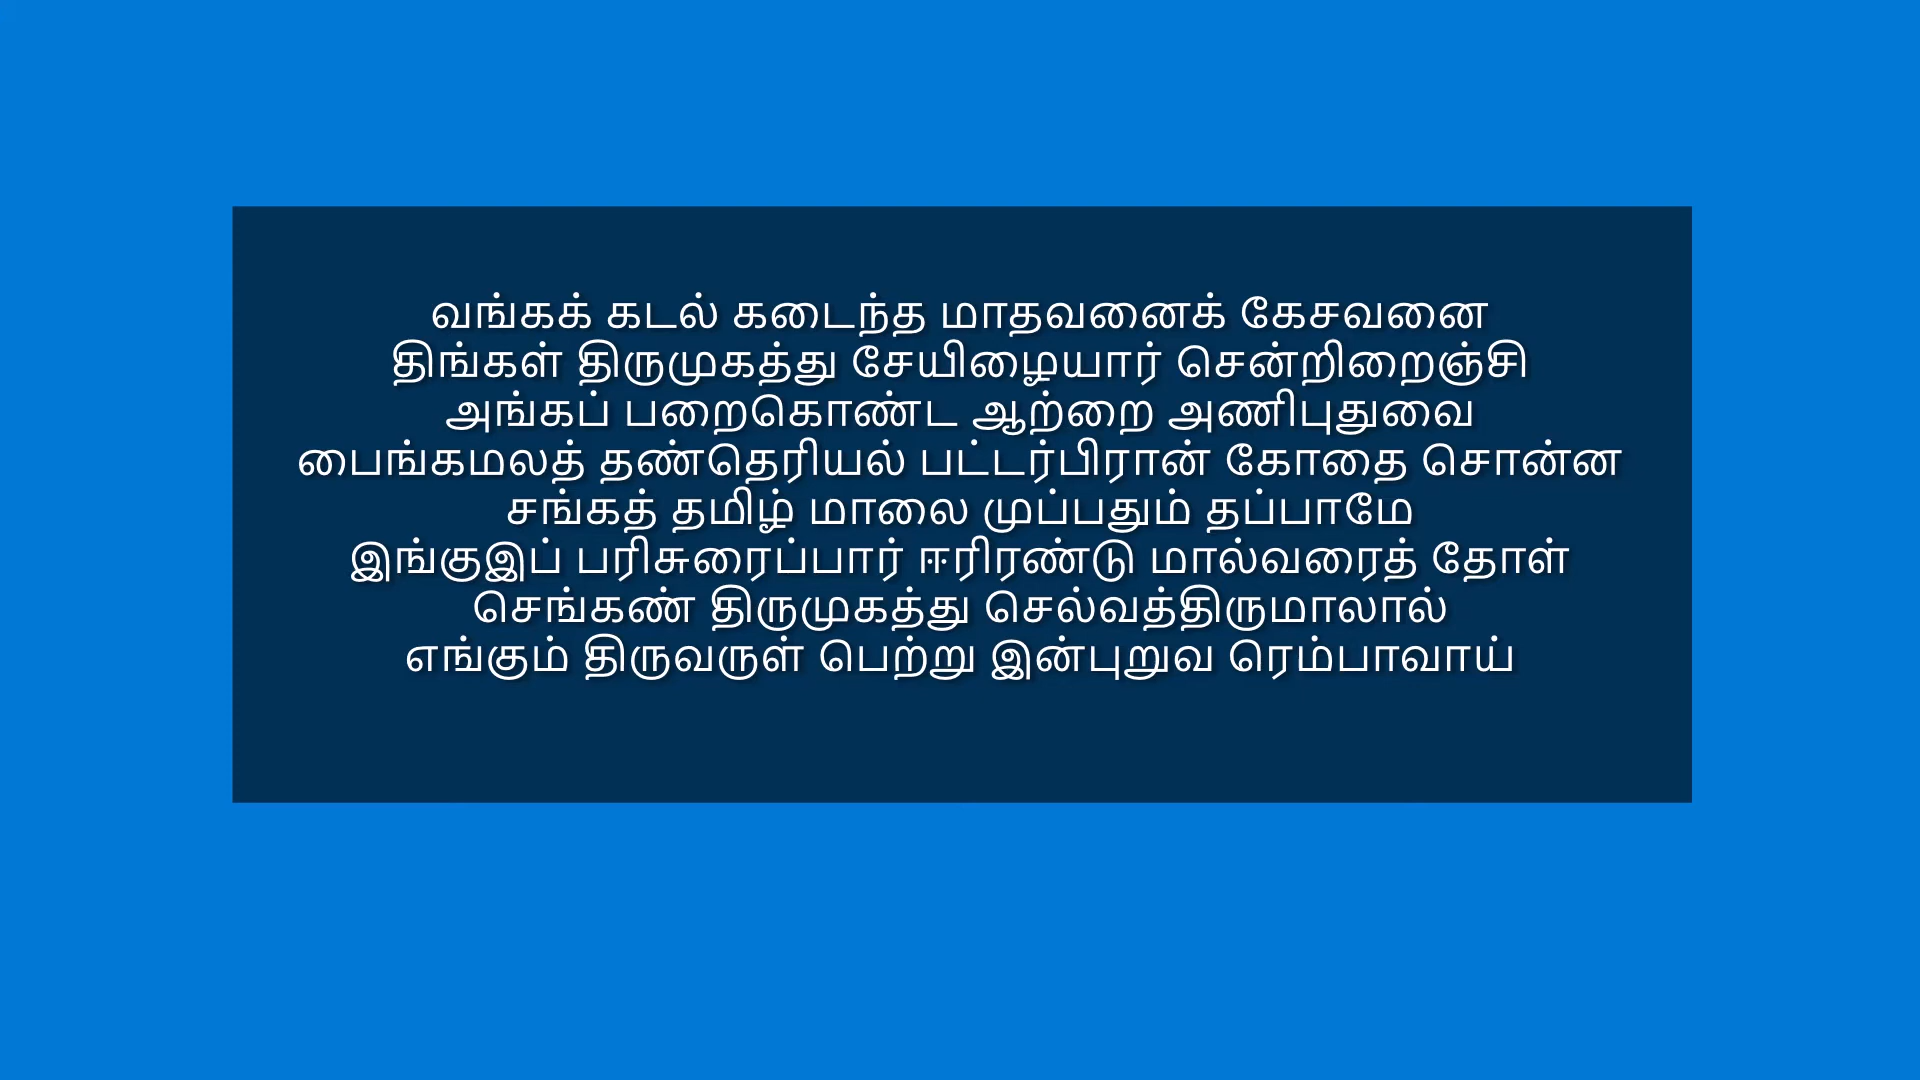 வங்கக் கடல் கடைந்த மாதவனைக் கேசவனை
திங்கள் திருமுகத்து சேயிழையார் சென்றிறைஞ்சி
அங்கப் பறைகொண்ட ஆற்றை அணிபுதுவை
பைங்கமலத் தண்தெரியல் பட்டர்பிரான் கோதை சொன்ன
சங்கத் தமிழ் மாலை முப்பதும் தப்பாமே
இங்குஇப் பரிசுரைப்பார் ஈரிரண்டு மால்வரைத் தோள்
செங்கண் திருமுகத்து செல்வத்திருமாலால்
எங்கும் திருவருள் பெற்று இன்புறுவ ரெம்பாவாய்